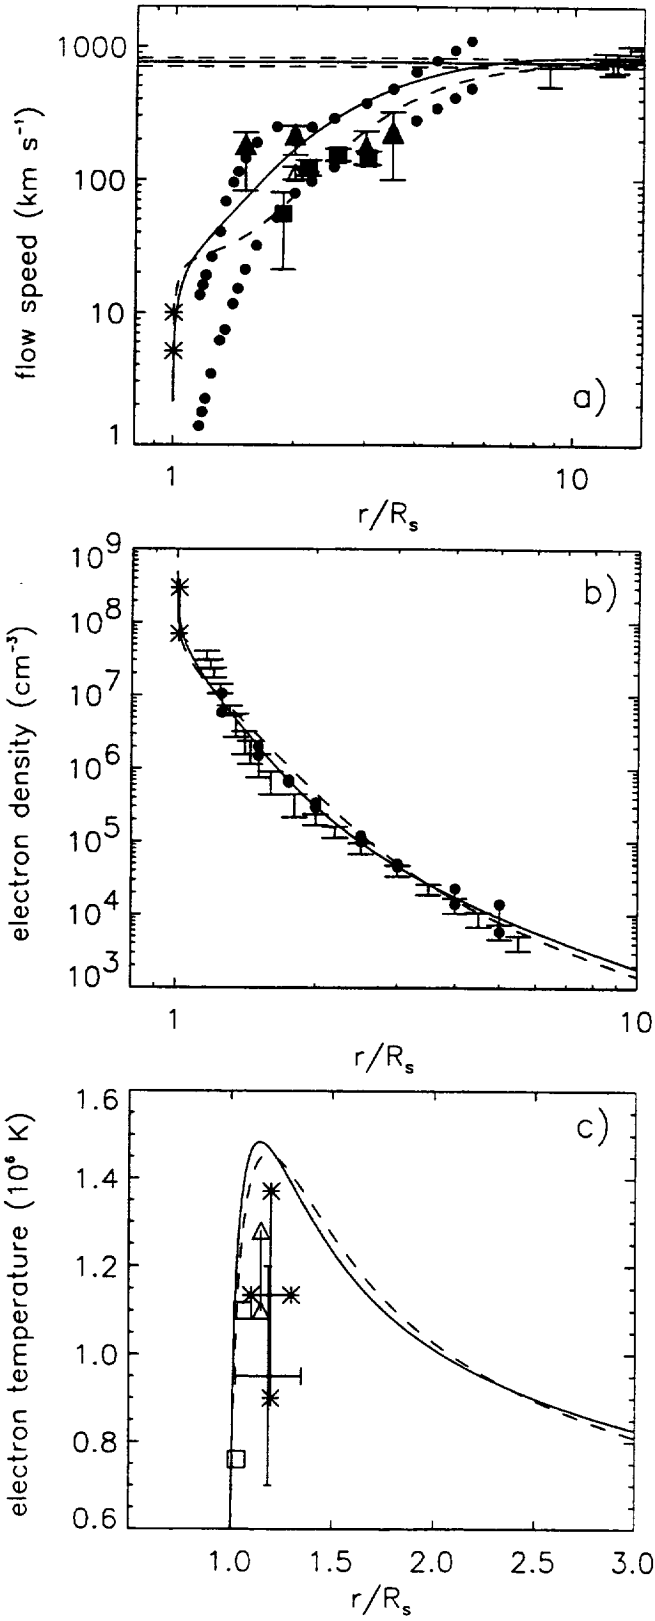 1000
100
10
1
flow speed (km s⁻¹)
a)
1
10
r/Rₛ
10⁹
10⁸
10⁷
10⁶
10⁵
10⁴
10³
electron density (cm⁻³)
b)
1
10
r/Rₛ
1.6
1.4
1.2
1.0
0.8
0.6
electron temperature (10⁶ K)
c)
1.0 1.5 2.0 2.5 3.0
r/Rₛ